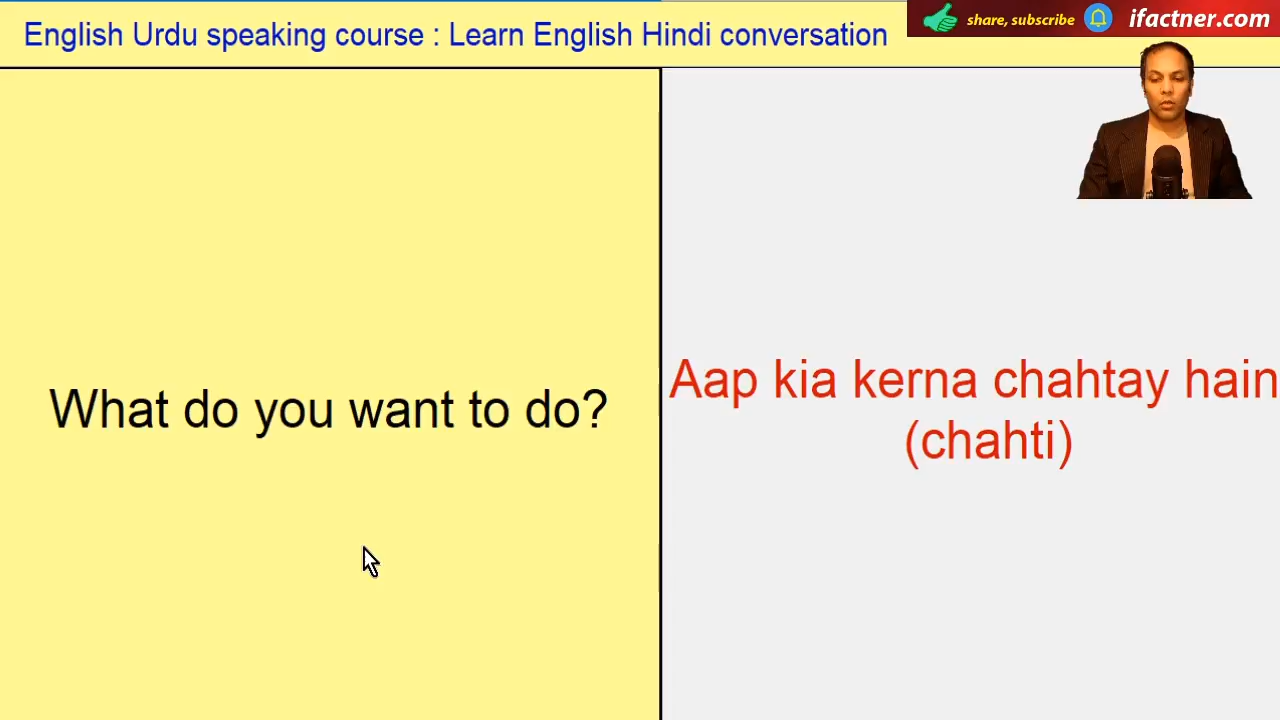 English Urdu speaking course : Learn English Hindi conversation
share, subscribe
ifactner.com
What do you want to do?
Aap kia kerna chahtay hain
(chahti)